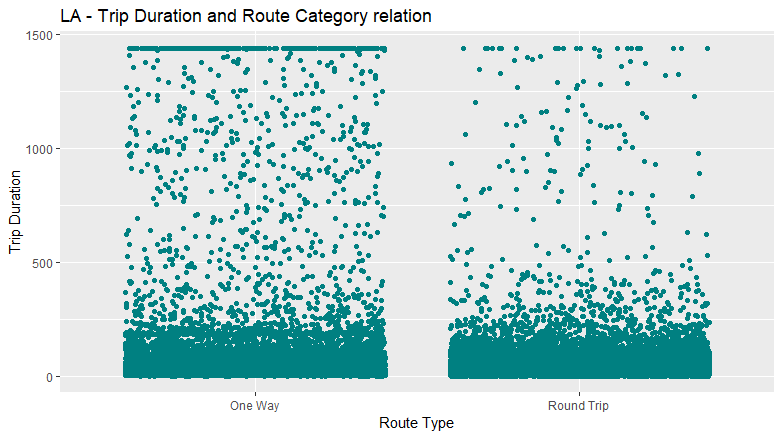 LA - Trip Duration and Route Category relation
1500
1000
500
0
Trip Duration
One Way
Round Trip
Route Type